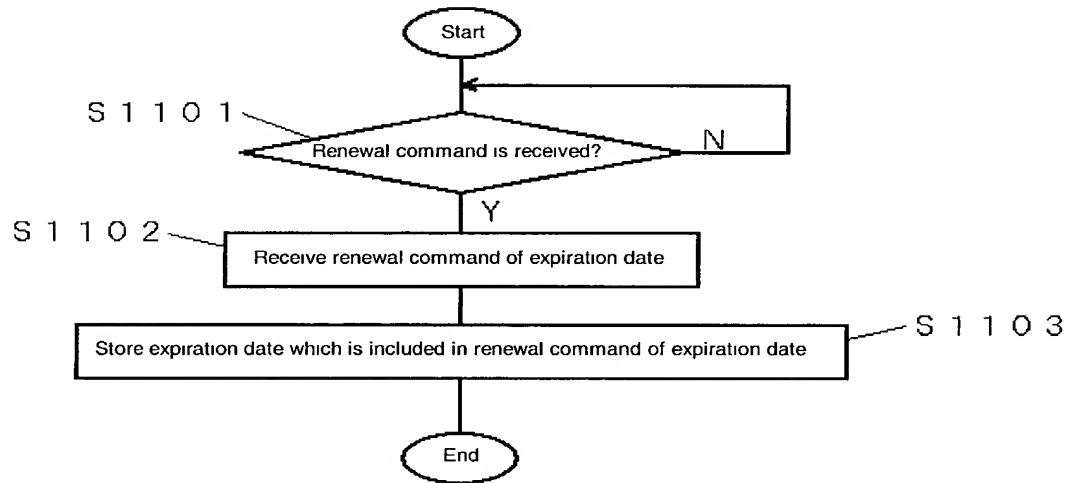 Start
S1101
Renewal command is received?
N
Y
S1102
Receive renewal command of expiration date
Store expiration date which is included in renewal command of expiration date
S1103
End